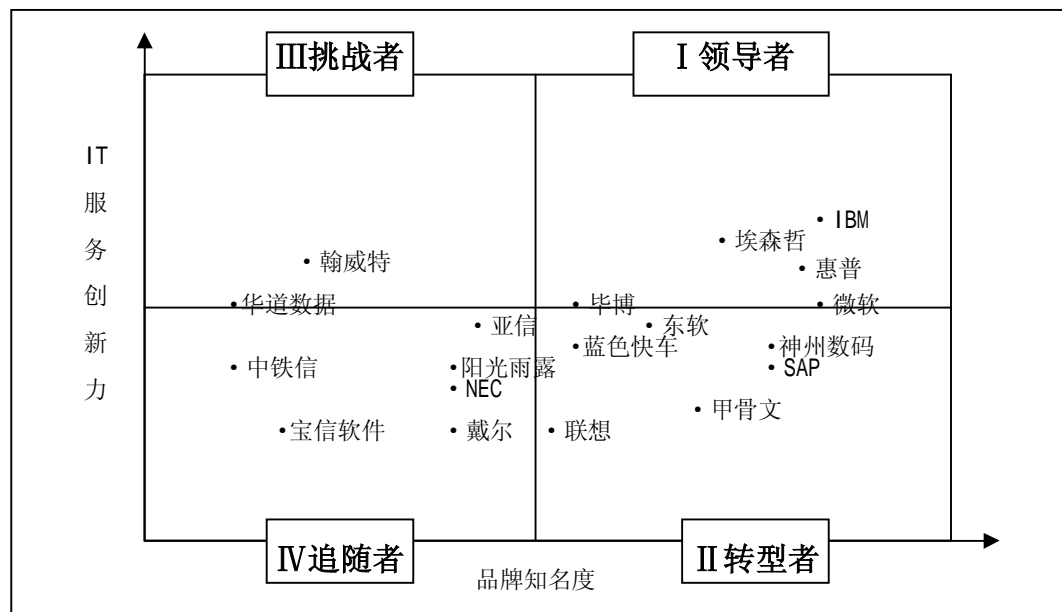 Ⅲ挑战者
Ⅰ领导者
IT
服
务
创
新
力
IBM
埃森哲
翰威特
惠普
华道数据
毕博
微软
亚信
东软
蓝色快车
神州数码
中铁信
阳光雨露
SAP
NEC
甲骨文
宝信软件
戴尔
联想
Ⅳ追随者
Ⅱ转型者
品牌知名度